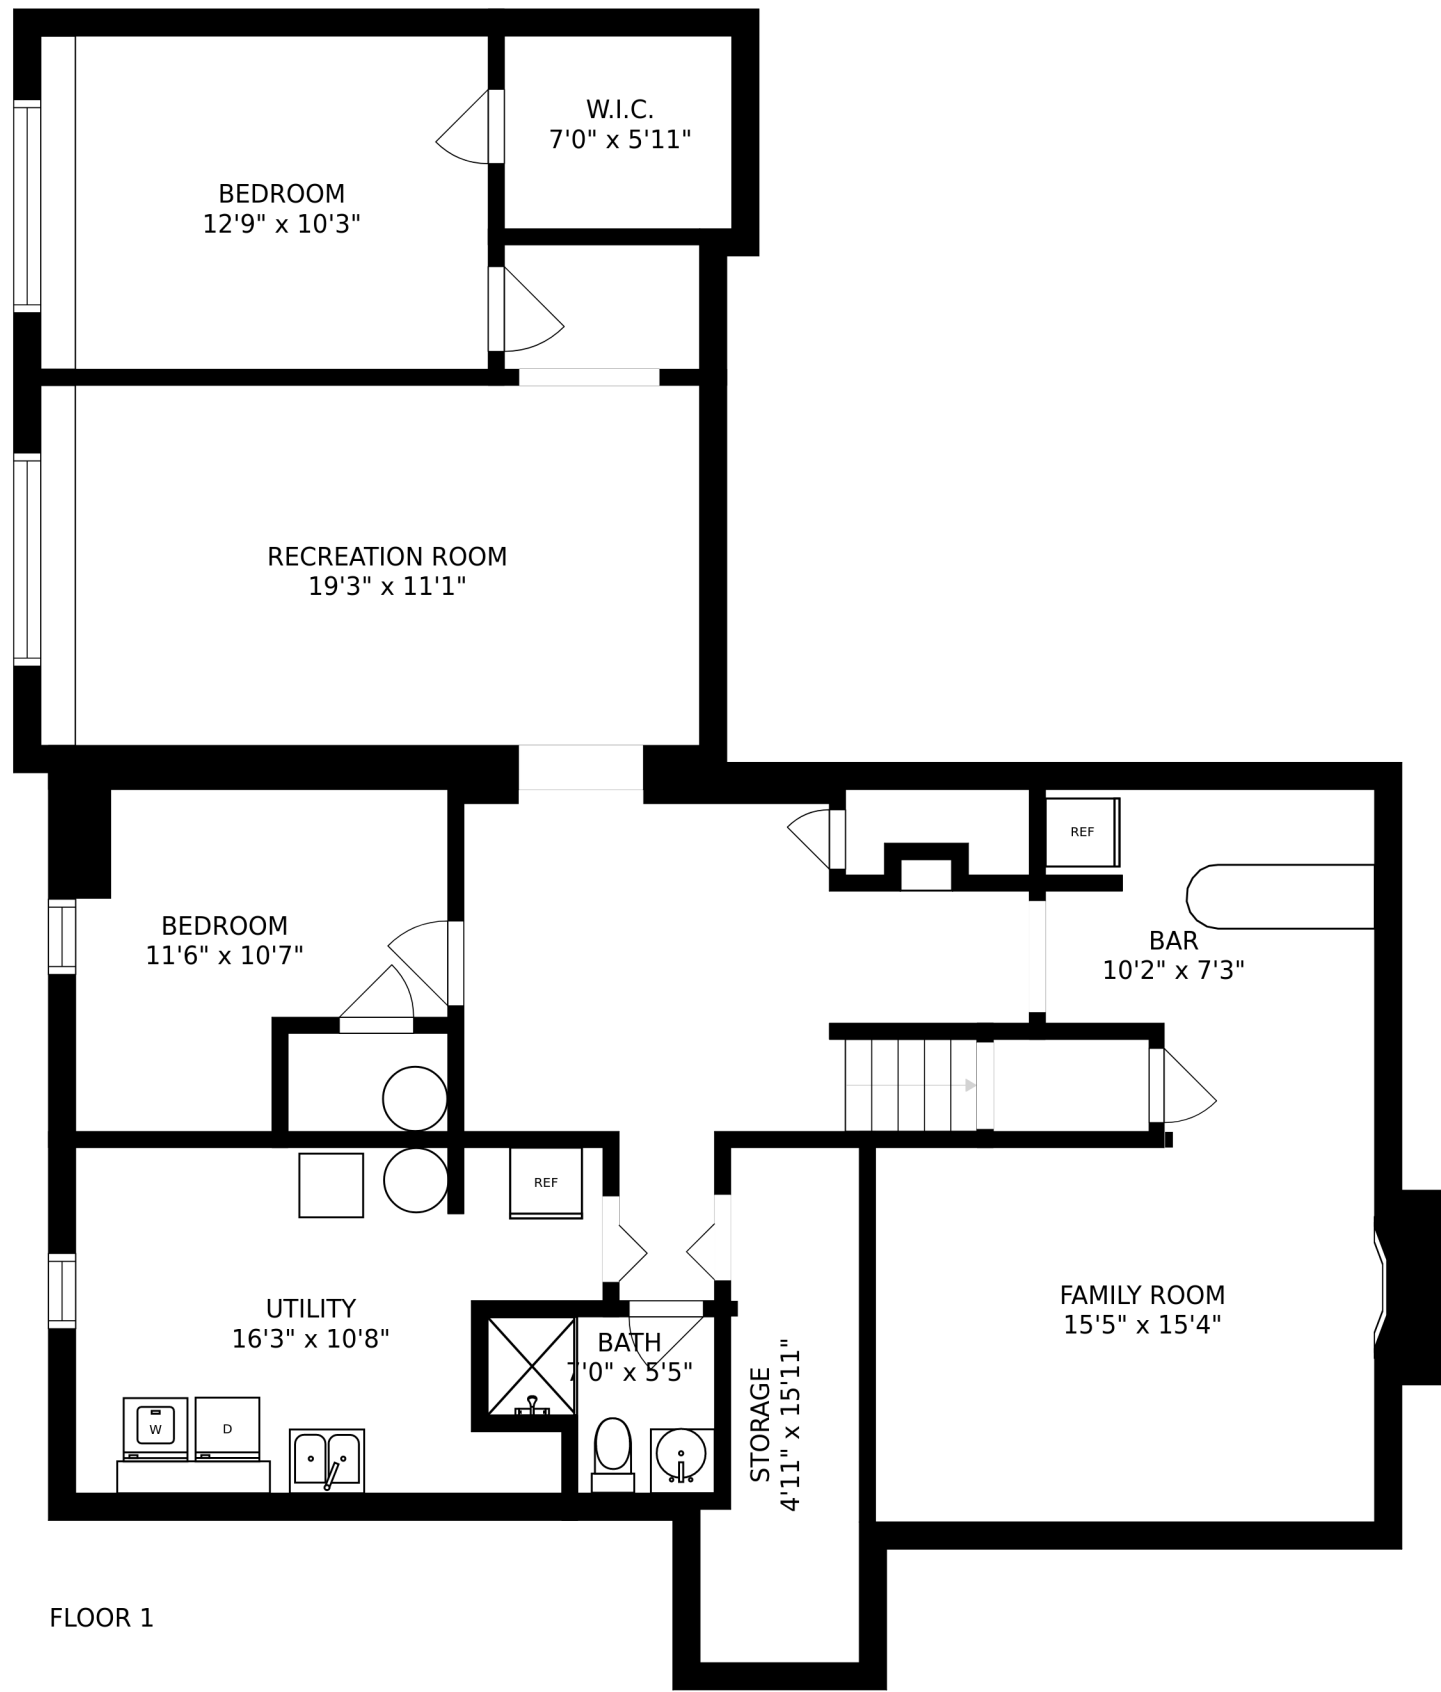 W.I.C.
7'0" x 5'11"
BEDROOM
12'9" x 10'3"
RECREATION ROOM
19'3" x 11'1"
REF
BEDROOM
11'6" x 10'7"
BAR
10'2" x 7'3"
REF
UTILITY
16'3" x 10'8"
FAMILY ROOM
15'5" x 15'4"
BATH
7'0" x 5'5"
STORAGE
4'11" x 15'11"
W
D
FLOOR 1